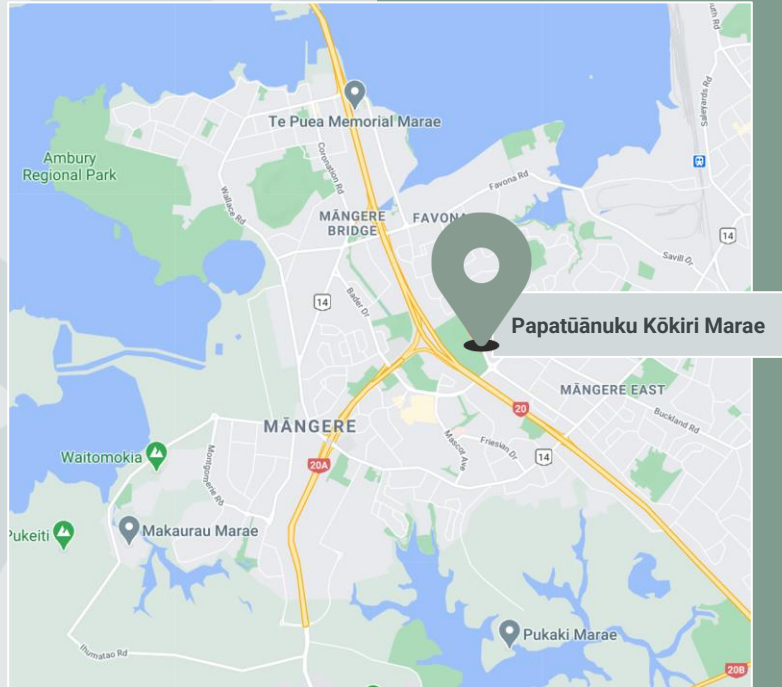 South Rd
Saleyards Rd
Te Puea Memorial Marae
Ambury
Regional Park
Coronation Rd
Wallace Rd
Favona Rd
MĀNGERE
BRIDGE
FAVONA
14
Savill Dr
14
Bader Dr
Papatūānuku Kōkiri Marae
MĀNGERE EAST
20
Buckland Rd
MĀNGERE
Mascot Ave
Friesian Dr
14
Waitomokia
20A
Montgomerie Rd
Pukeiti
Makaurau Marae
Pukaki Marae
Ihumatao Rd
20B